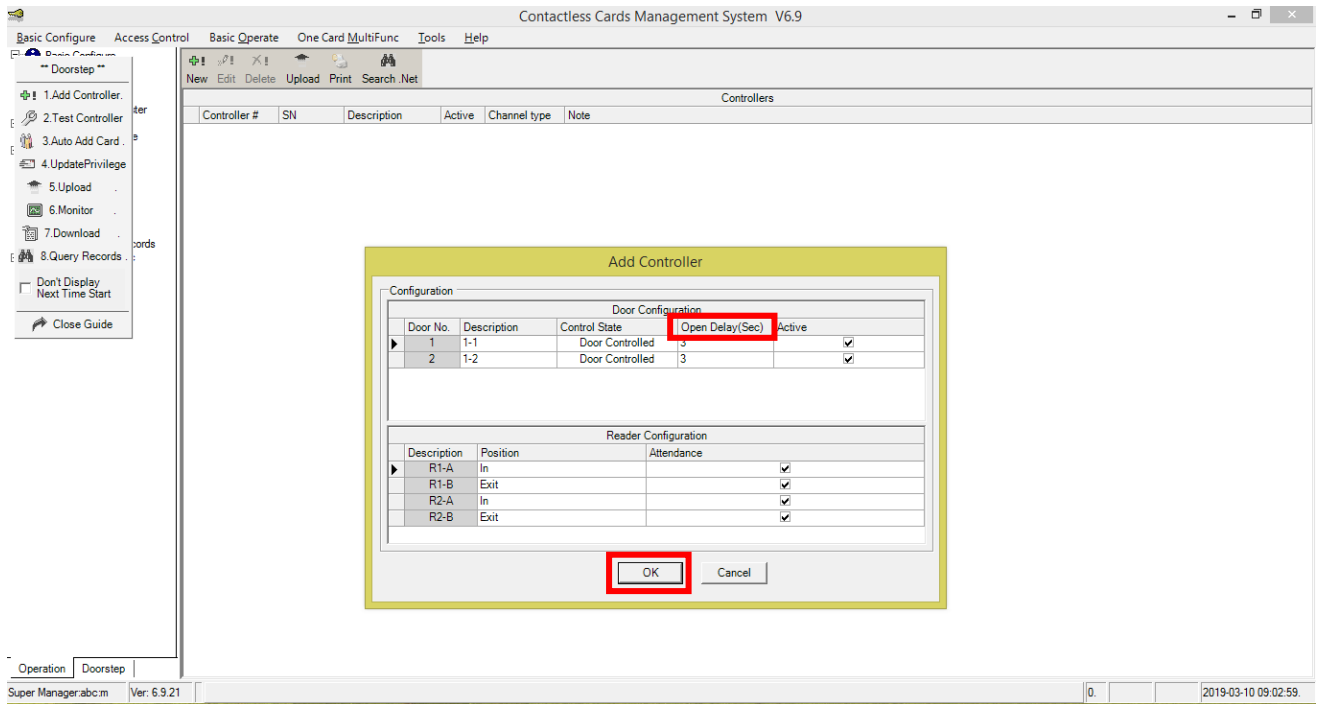 Contactless Cards Management System V6.9
Basic Configure Access Control Basic Operate One Card MultiFunc Tools Help
Basic Configure
** Doorstep **
New Edit Delete Upload Print Search .Net
1.Add Controller.
2.Test Controller
3.Auto Add Card .
4.UpdatePrivilege
5.Upload .
6.Monitor .
7.Download .
cords
8.Query Records .
Don't Display
Next Time Start
Close Guide
Controllers
Controller # SN Description Active Channel type Note
Add Controller
Configuration
Door Configuration
Door No. Description Control State Open Delay(Sec) Active
1 1-1 Door Controlled 3
2 1-2 Door Controlled 3
Reader Configuration
Description Position Attendance
R1-A In
R1-B Exit
R2-A In
R2-B Exit
OK Cancel
Operation Doorstep
Super Manager:abc:m Ver: 6.9.21 0. 2019-03-10 09:02:59.